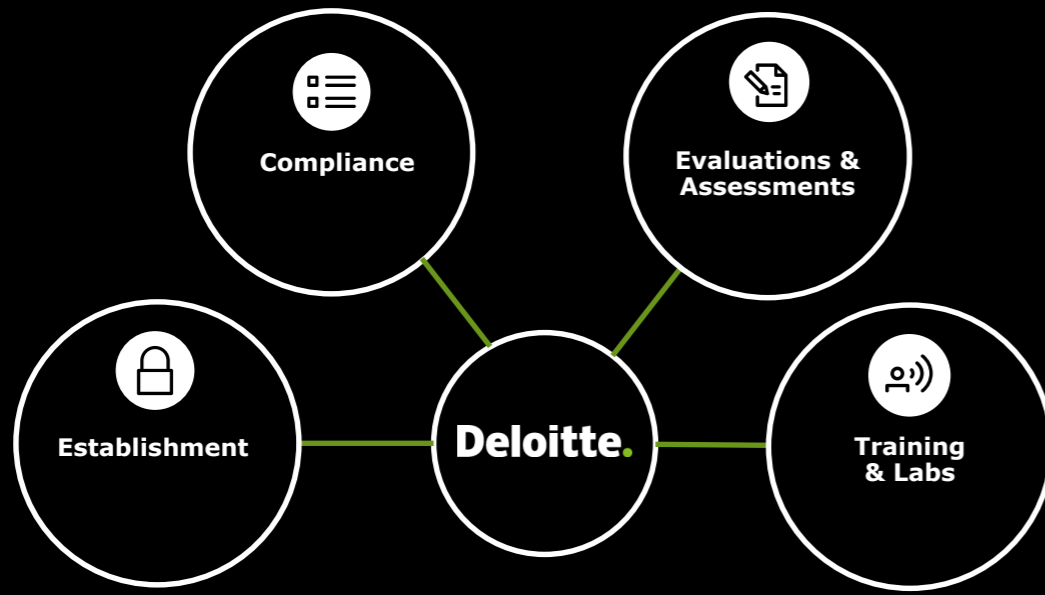 Compliance
Evaluations &
Assessments
Establishment
Deloitte.
Training
& Labs